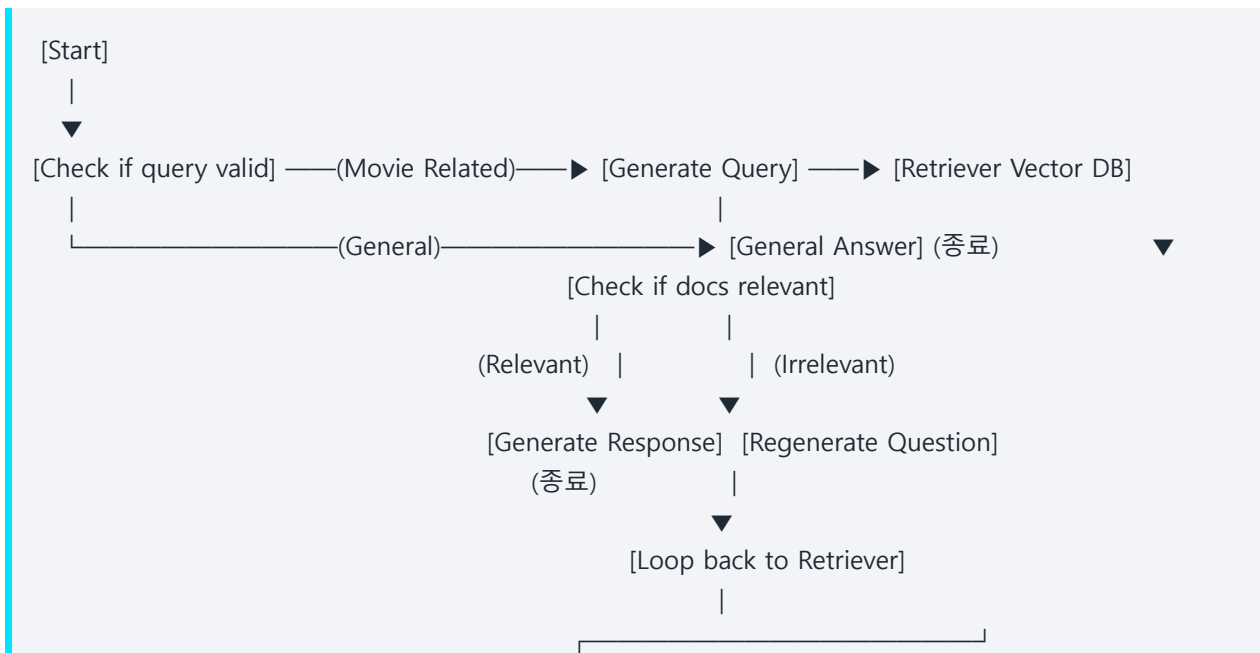 [Start]
|
▼
[Check if query valid] ——(Movie Related)——▶ [Generate Query] ——▶ [Retriever Vector DB]
| |
└——————————(General)——————————▶ [General Answer] (종료) ▼
[Check if docs relevant]
| |
(Relevant) | | (Irrelevant)
▼ ▼
[Generate Response] [Regenerate Question]
(종료) |
▼
[Loop back to Retriever]
|
┌———————————————┘